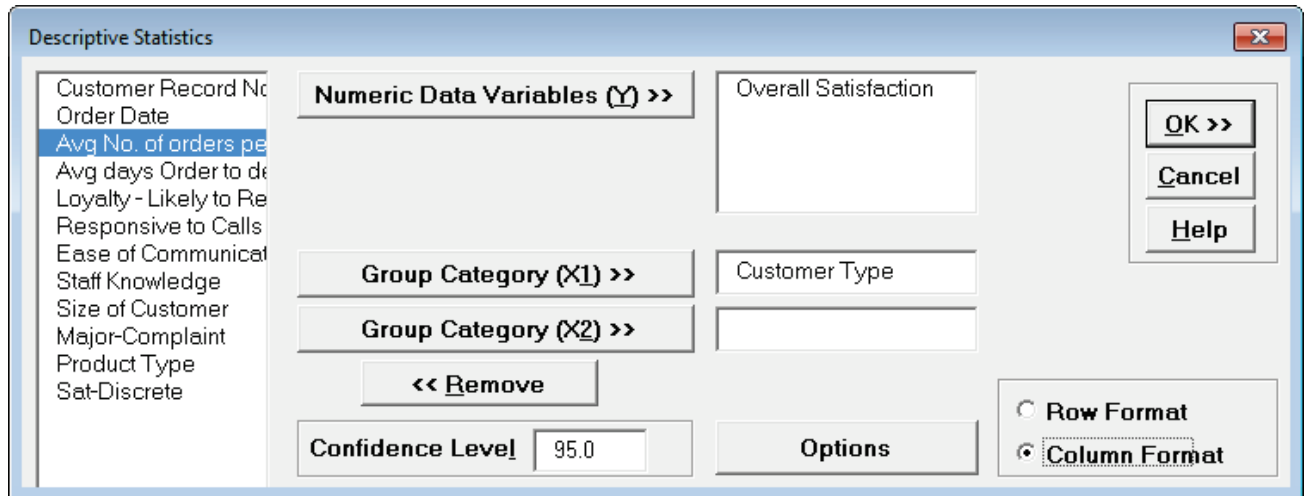 Descriptive Statistics
Customer Record No
Order Date
Avg No. of orders pe
Avg days Order to de
Loyalty - Likely to Re
Responsive to Calls
Ease of Communicat
Staff Knowledge
Size of Customer
Major-Complaint
Product Type
Sat-Discrete
Numeric Data Variables (Y) >>
Overall Satisfaction
Group Category (X1) >>
Customer Type
Group Category (X2) >>
<< Remove
Confidence Level
95.0
Options
OK >>
Cancel
Help
Row Format
Column Format